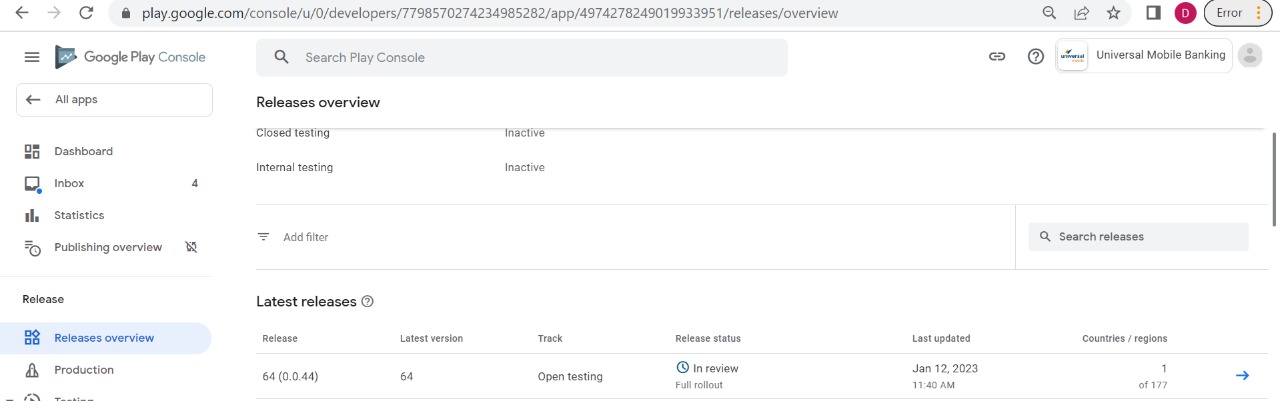 play.google.com/console/u/0/developers/7798570274234985282/app/4974278249019933951/releases/overview
D
Error
Google Play Console
Search Play Console
universal
Universal Mobile Banking
All apps
Releases overview
Closed testing Inactive
Dashboard
Internal testing Inactive
Inbox 4
Statistics
Publishing overview
Add filter
Search releases
Release
Latest releases
Releases overview
Release Latest version Track Release status Last updated Countries / regions
Production
64 (0.0.44) 64 Open testing In review Jan 12, 2023 1
Full rollout 11:40 AM of 177
Testing